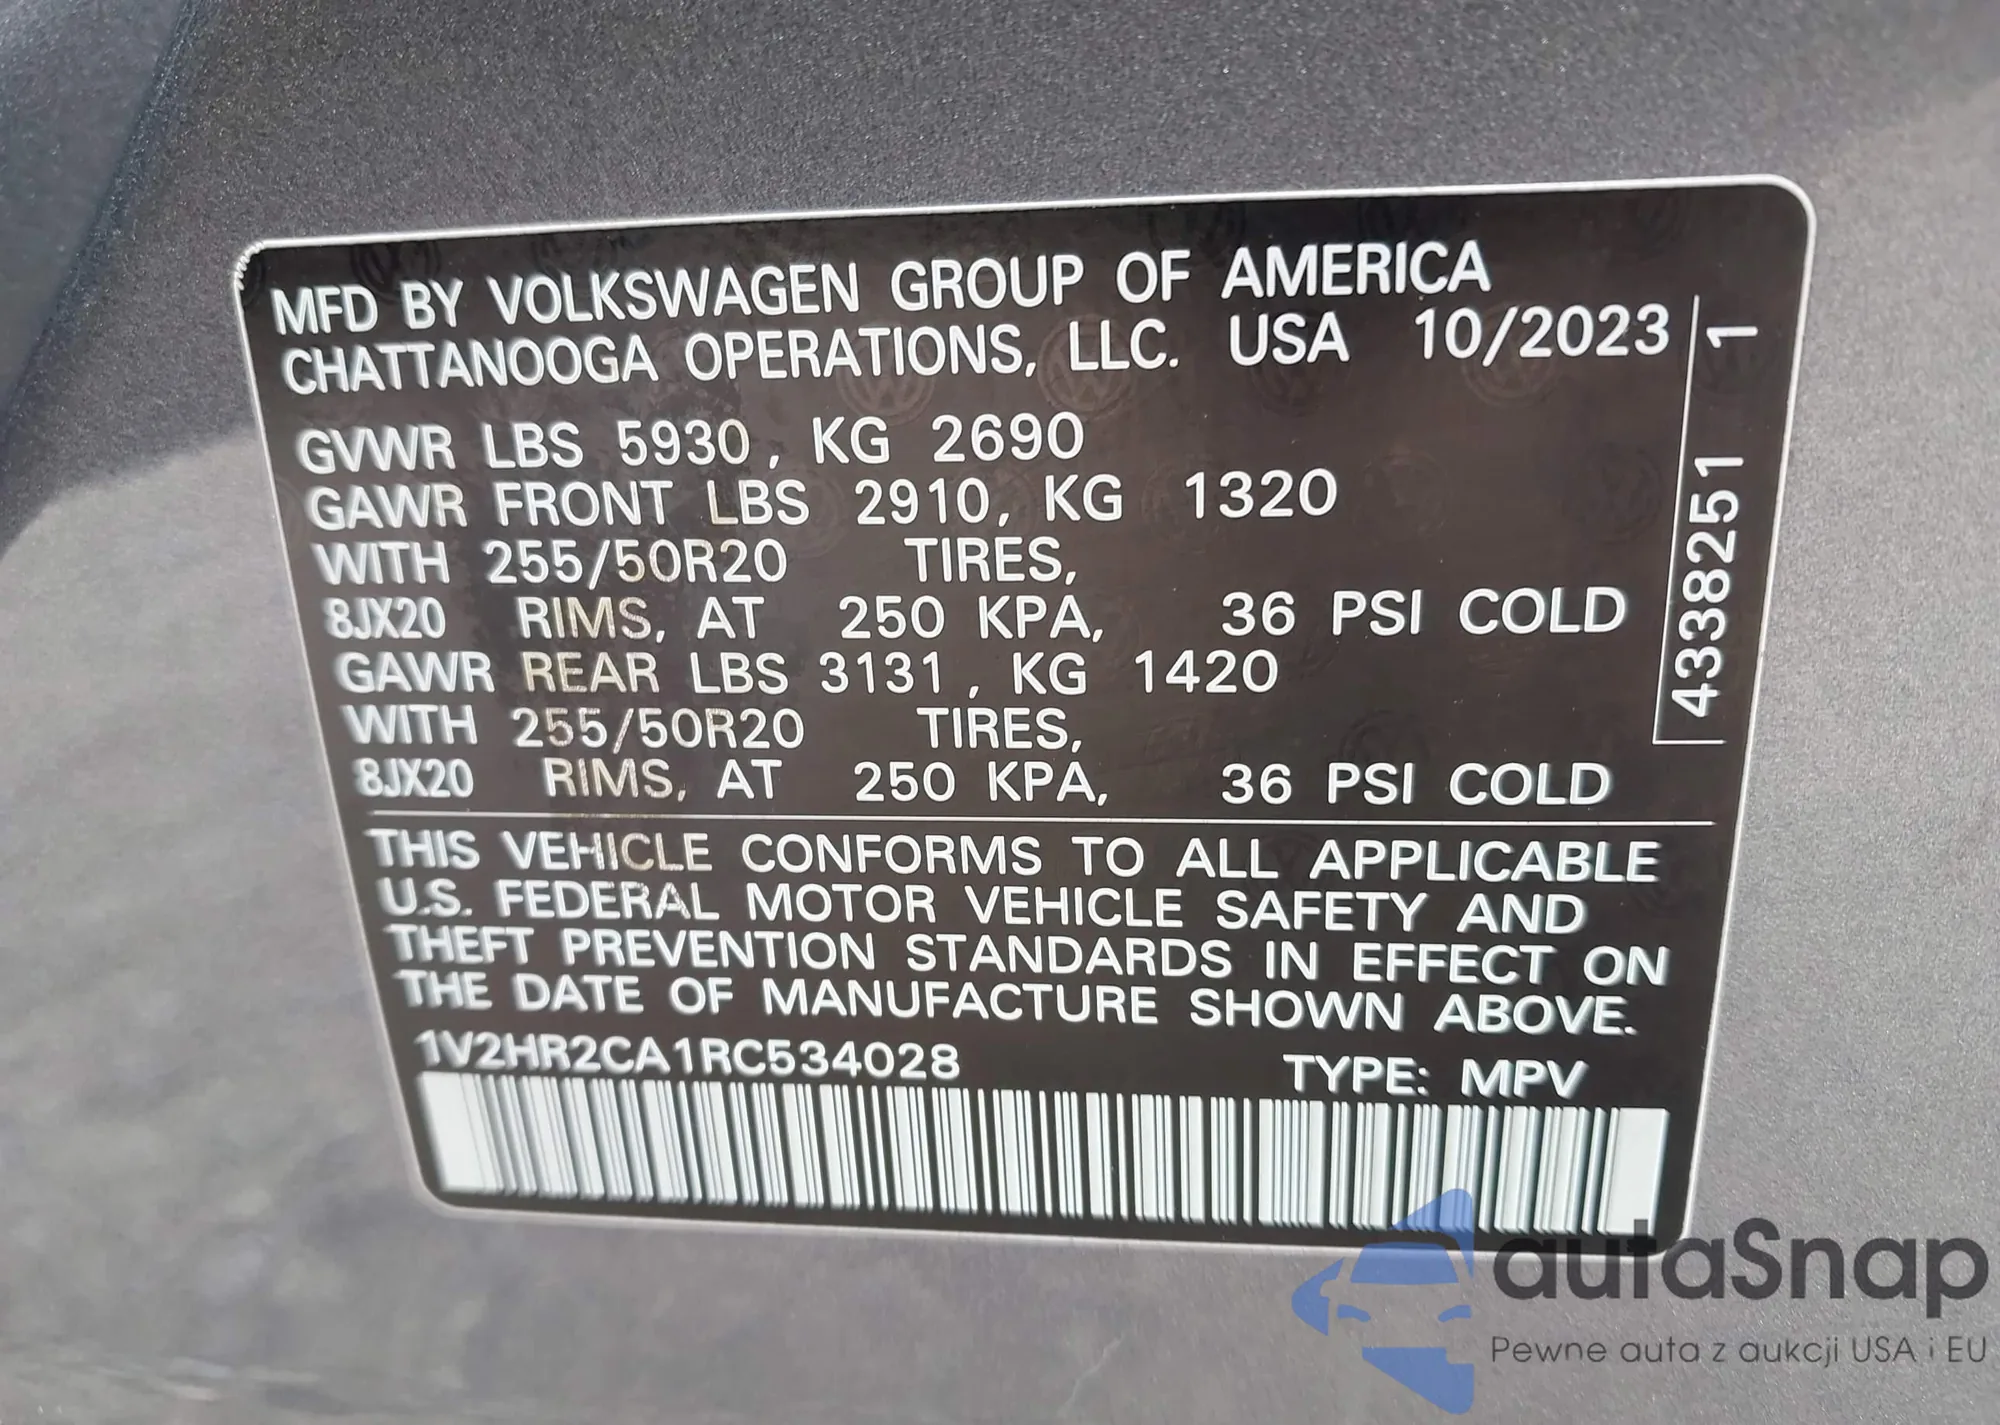 MFD BY VOLKSWAGEN GROUP OF AMERICA
CHATTANOOGA OPERATIONS, LLC. USA 10/2023
GVWR LBS 5930, KG 2690
GAWR FRONT LBS 2910, KG 1320
WITH 255/50R20 TIRES,
8JX20 RIMS, AT 250 KPA, 36 PSI COLD
GAWR REAR LBS 3131, KG 1420
WITH 255/50R20 TIRES,
8JX20 RIMS, AT 250 KPA, 36 PSI COLD
4338251 1
THIS VEHICLE CONFORMS TO ALL APPLICABLE
U.S. FEDERAL MOTOR VEHICLE SAFETY AND
THEFT PREVENTION STANDARDS IN EFFECT ON
THE DATE OF MANUFACTURE SHOWN ABOVE.
1V2HR2CA1RC534028 TYPE: MPV
autaSnap
Pewne auta z aukcji USA i EU